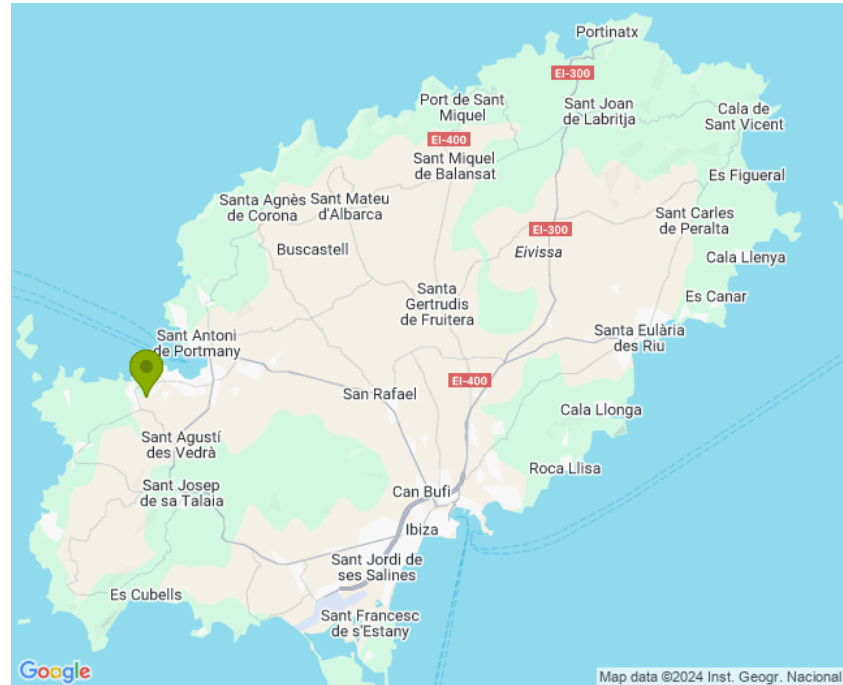 Portinatx
EI-300
Port de Sant
Miquel
Sant Joan
de Labritja
Cala de
Sant Vicent
EI-400
Sant Miquel
de Balansat
Es Figueral
Santa Agnès
de Corona
Sant Mateu
d'Albarca
Sant Carles
de Peralta
EI-300
Buscastell
Eivissa
Cala Llenya
Santa
Gertrudis
de Fruitera
Es Canar
Sant Antoni
de Portmany
Santa Eulària
des Riu
EI-400
San Rafael
Cala Llonga
Sant Agustí
des Vedrà
Roca Llisa
Sant Josep
de sa Talaia
Can Bufí
Ibiza
Sant Jordi de
ses Salines
Es Cubells
Sant Francesc
de s'Estany
Google
Map data ©2024 Inst. Geogr. Nacional